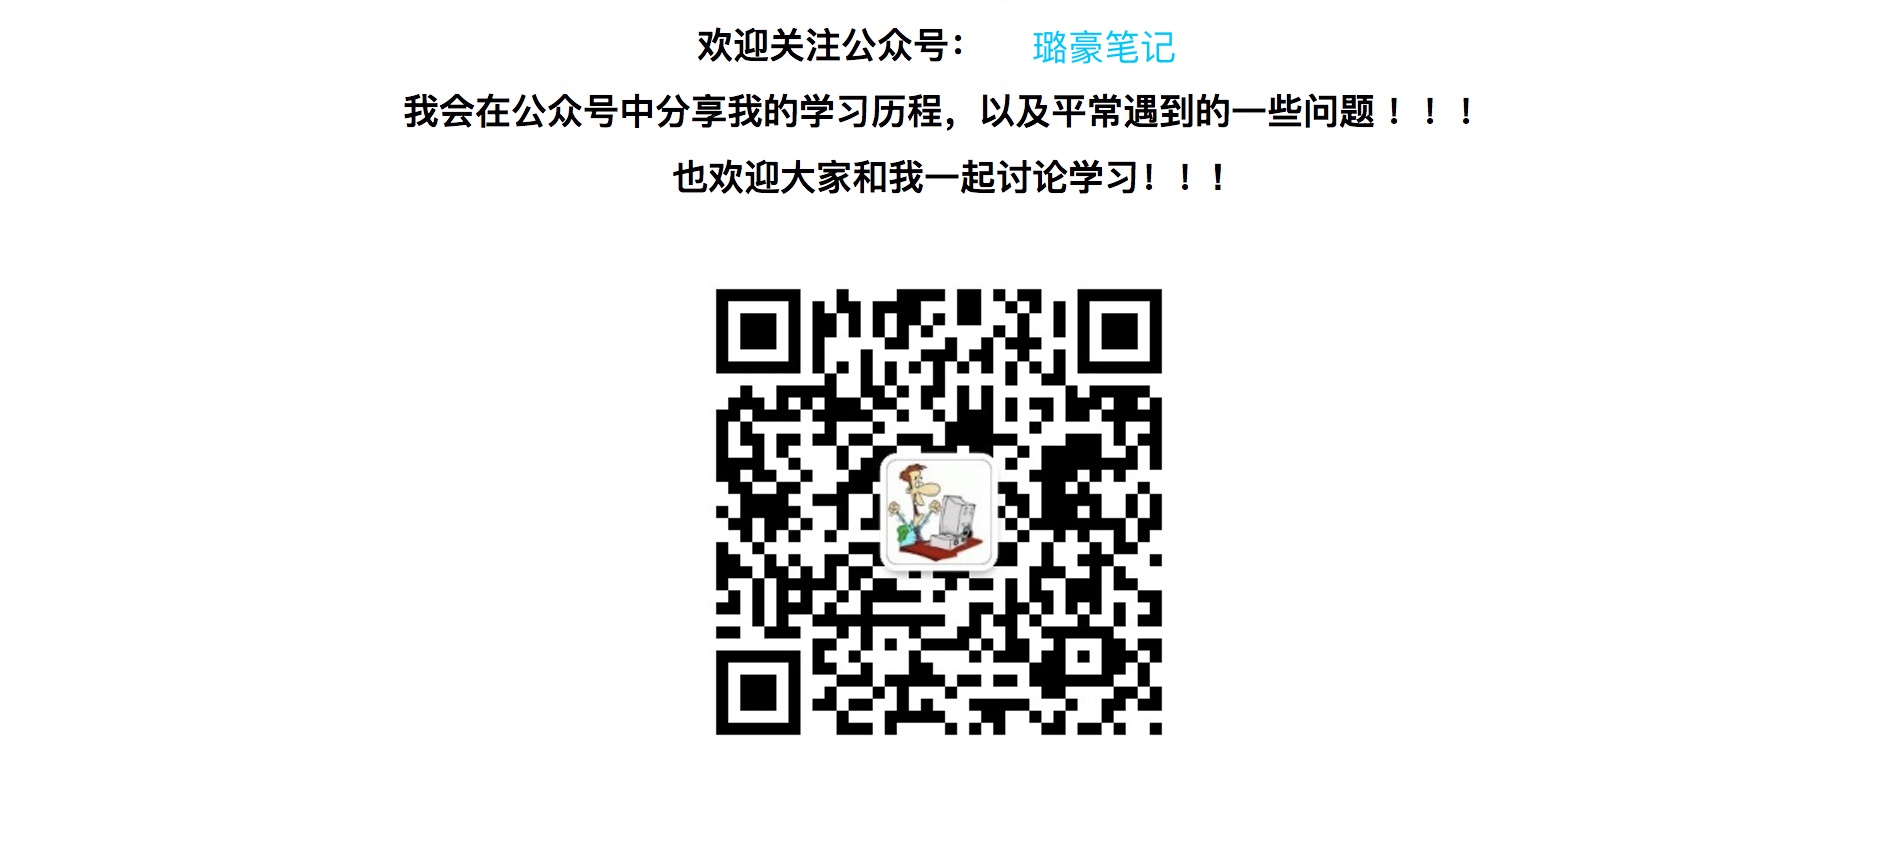 欢迎关注公众号： 璐豪笔记
我会在公众号中分享我的学习历程，以及平常遇到的一些问题 ！！！
也欢迎大家和我一起讨论学习！！！